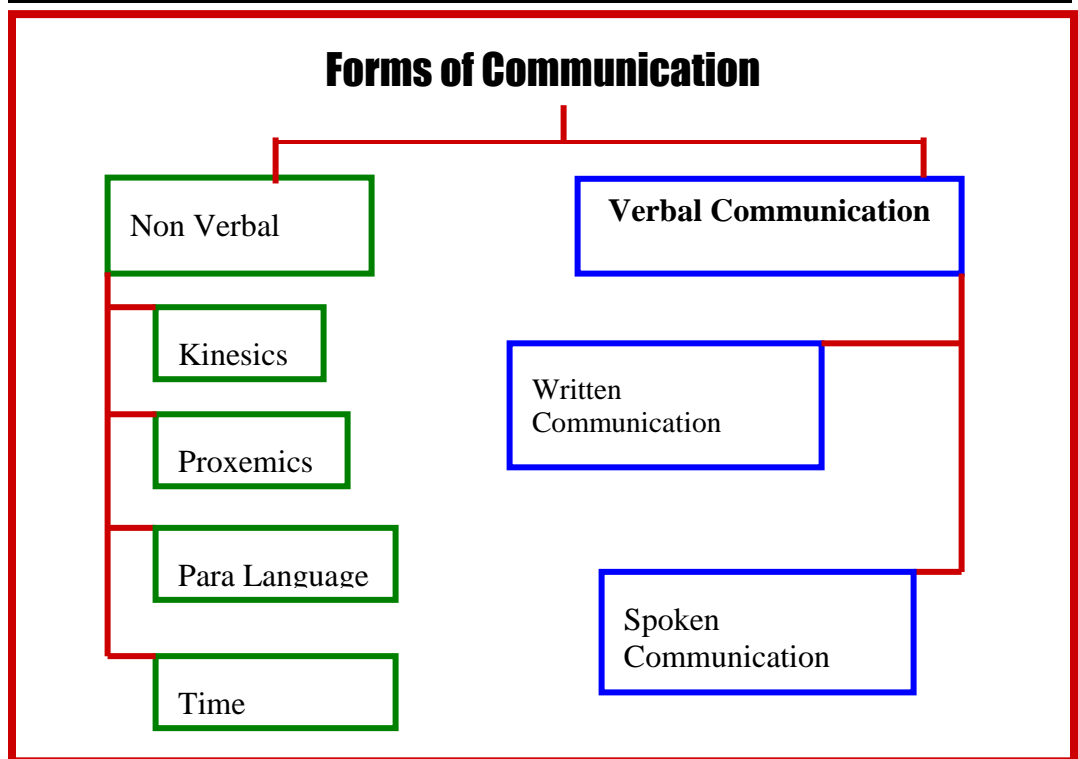 Forms of Communication
Non Verbal
Verbal Communication
Kinesics
Written
Communication
Proxemics
Para Language
Spoken
Communication
Time